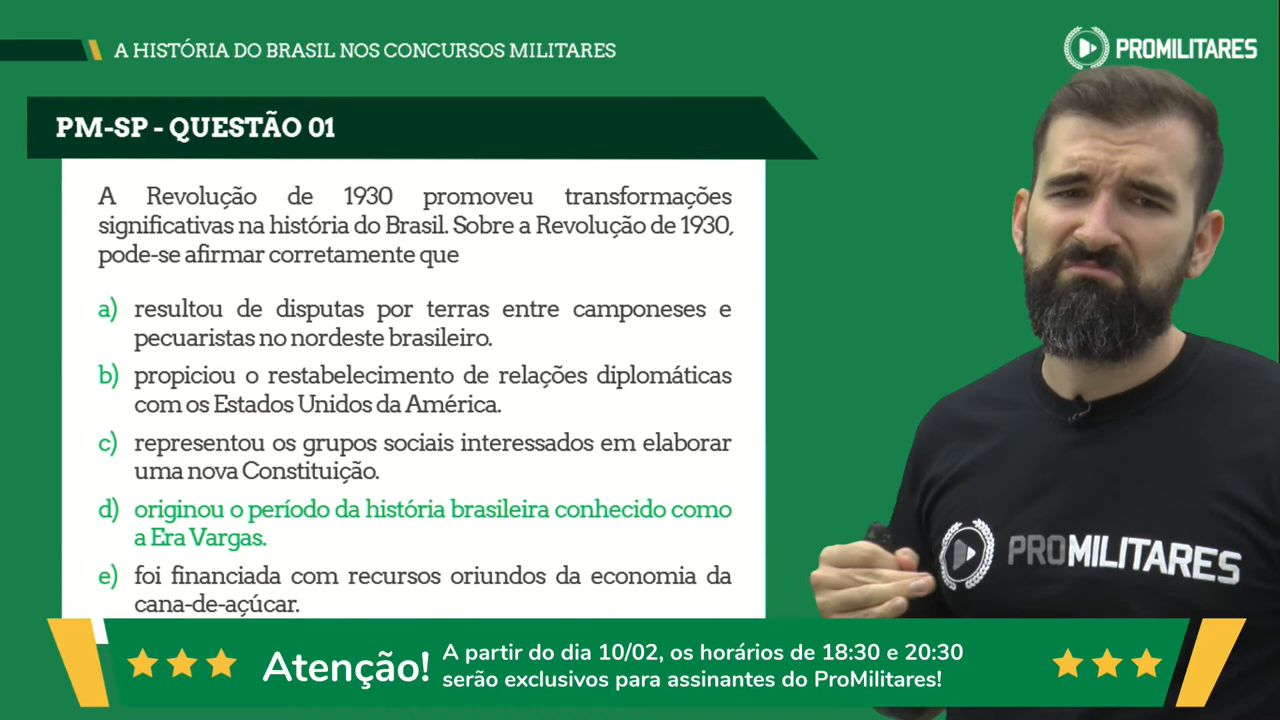 A HISTÓRIA DO BRASIL NOS CONCURSOS MILITARES
PROMILITARES
PM-SP - QUESTÃO 01
A Revolução de 1930 promoveu transformações
significativas na história do Brasil. Sobre a Revolução de 1930,
pode-se afirmar corretamente que
a) resultou de disputas por terras entre camponeses e
pecuaristas no nordeste brasileiro.
b) propiciou o restabelecimento de relações diplomáticas
com os Estados Unidos da América.
c) representou os grupos sociais interessados em elaborar
uma nova Constituição.
d) originou o período da história brasileira conhecido como
a Era Vargas.
e) foi financiada com recursos oriundos da economia da
cana-de-açúcar.
PROMILITARES
Atenção!
A partir do dia 10/02, os horários de 18:30 e 20:30
serão exclusivos para assinantes do ProMilitares!